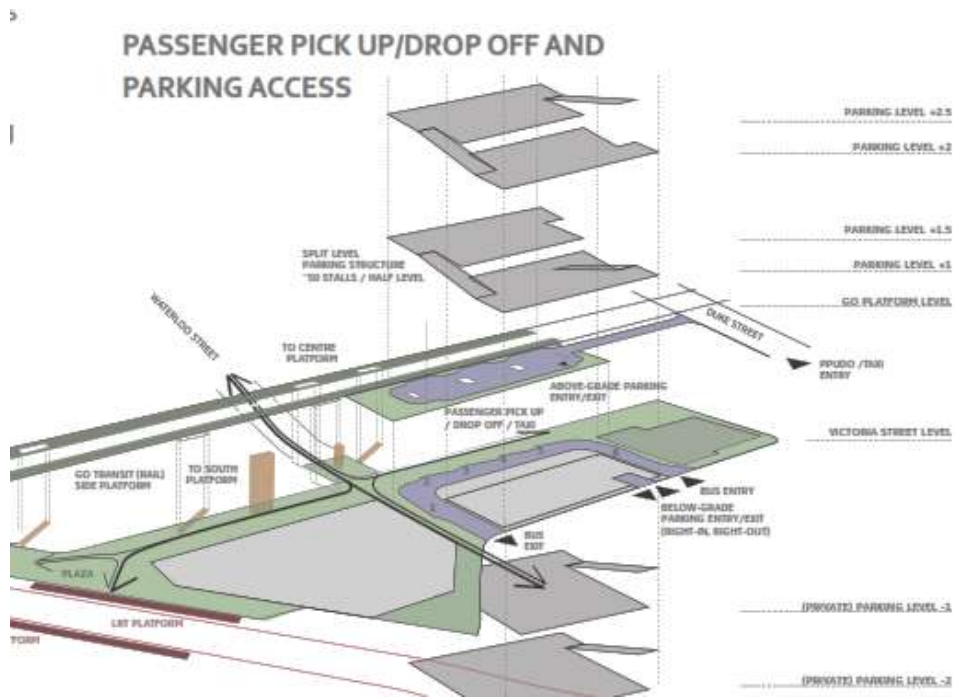 PASSENGER PICK UP/DROP OFF AND
PARKING ACCESS
PARKING LEVEL +2.5
PARKING LEVEL +2
PARKING LEVEL +1.5
PARKING LEVEL +1
GO PLATFORM LEVEL
SPLIT LEVEL
PARKING STRUCTURE
STALLS / HALF LEVEL
WATERLOO STREET
DUKE STREET
TO CENTRE
PLATFORM
PPUDO /TAXI
ENTRY
ABOVE-GRADE PARKING
ENTRY/EXIT
PASSENGER PICK UP
/ DROP OFF / TAXI
VICTORIA STREET LEVEL
GO TRANSIT (RAIL)
SIDE PLATFORM
TO SOUTH
PLATFORM
BUS ENTRY
BELOW-GRADE
PARKING ENTRY/EXIT
(RIGHT-IN, RIGHT-OUT)
BUS
EXIT
PLAZA
LRT PLATFORM
(PRIVATE) PARKING LEVEL -1
(PRIVATE) PARKING LEVEL -2